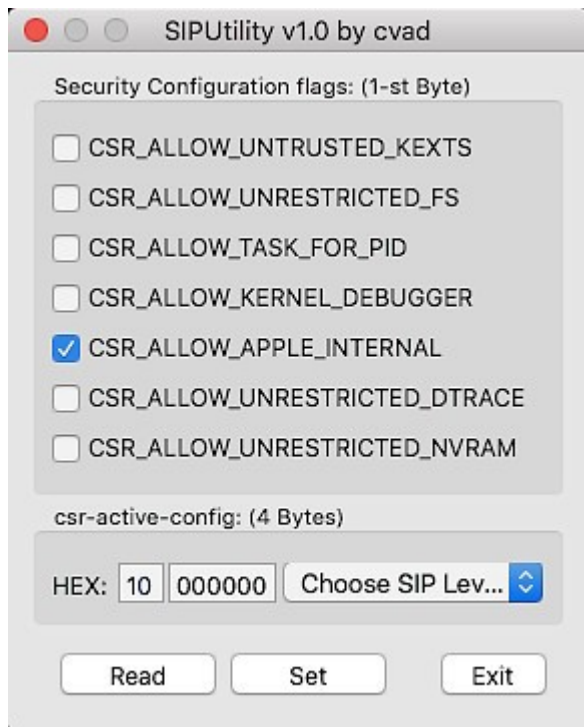 SIPUtility v1.0 by cvad
Security Configuration flags: (1-st Byte)
CSR_ALLOW_UNTRUSTED_KEXTS
CSR_ALLOW_UNRESTRICTED_FS
CSR_ALLOW_TASK_FOR_PID
CSR_ALLOW_KERNEL_DEBUGGER
CSR_ALLOW_APPLE_INTERNAL
CSR_ALLOW_UNRESTRICTED_DTRACE
CSR_ALLOW_UNRESTRICTED_NVRAM
csr-active-config: (4 Bytes)
HEX: 10 000000 Choose SIP Lev...
Read Set Exit